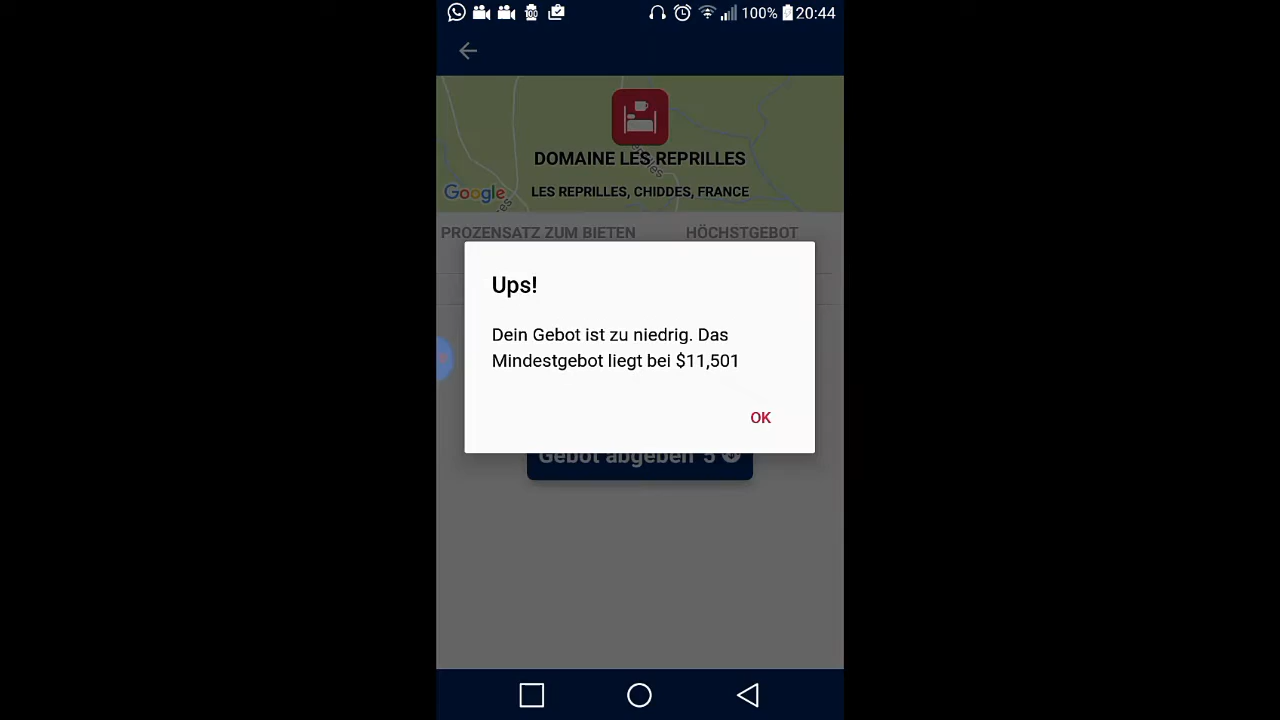 100% 20:44
DOMAINE LES REPRILLES
Google LES REPRILLES, CHIDDES, FRANCE
PROZENSATZ ZUM BIETEN HÖCHSTGEBOT
Ups!
Dein Gebot ist zu niedrig. Das
Mindestgebot liegt bei $11,501
OK
Gebot abgeben 5